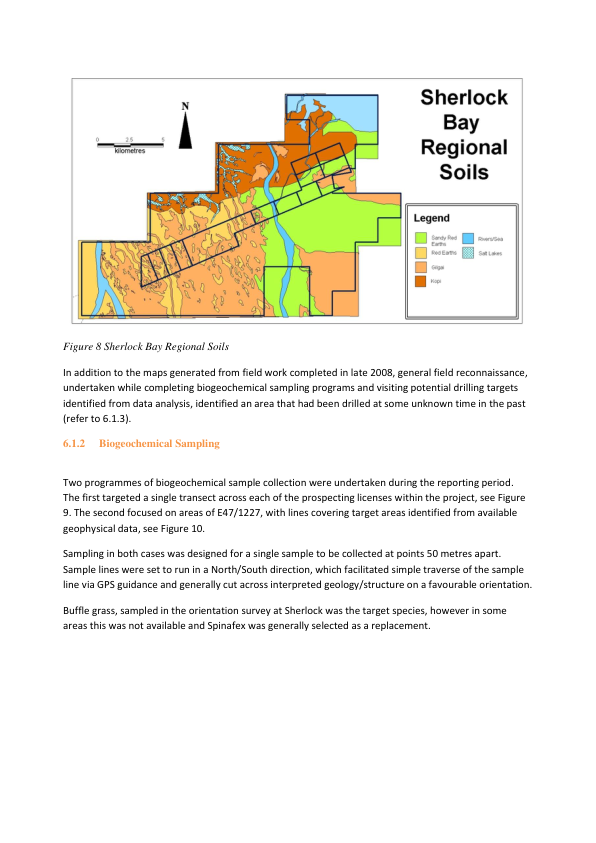 Sherlock
Bay
Regional
Soils
N
0 2.5 5
kilometres
Legend
Sandy Red
Earths
Rivers/Sea
Red Earths
Salt Lakes
Gilgai
Kopi
Figure 8 Sherlock Bay Regional Soils
In addition to the maps generated from field work completed in late 2008, general field reconnaissance,
undertaken while completing biogeochemical sampling programs and visiting potential drilling targets
identified from data analysis, identified an area that had been drilled at some unknown time in the past
(refer to 6.1.3).
6.1.2 Biogeochemical Sampling
Two programmes of biogeochemical sample collection were undertaken during the reporting period.
The first targeted a single transect across each of the prospecting licenses within the project, see Figure
9. The second focused on areas of E47/1227, with lines covering target areas identified from available
geophysical data, see Figure 10.
Sampling in both cases was designed for a single sample to be collected at points 50 metres apart.
Sample lines were set to run in a North/South direction, which facilitated simple traverse of the sample
line via GPS guidance and generally cut across interpreted geology/structure on a favourable orientation.
Buffle grass, sampled in the orientation survey at Sherlock was the target species, however in some
areas this was not available and Spinafex was generally selected as a replacement.